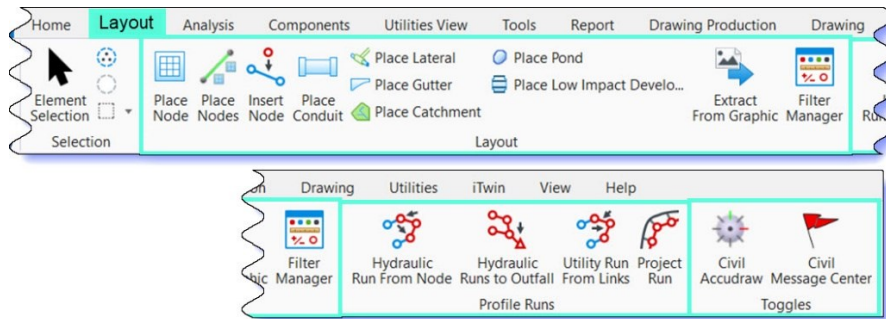 Home Layout Analysis Components Utilities View Tools Report Drawing Production Drawing
Element Selection
Place Node
Place Nodes
Insert Node
Place Conduit
Place Lateral
Place Gutter
Place Catchment
Place Pond
Place Low Impact Develo...
Extract From Graphic
Filter Manager
Run
Selection
Layout
on Drawing Utilities iTwin View Help
hic
Filter Manager
Hydraulic Run From Node
Hydraulic Runs to Outfall
Utility Run From Links
Project Run
Civil Accudraw
Civil Message Center
Profile Runs
Toggles